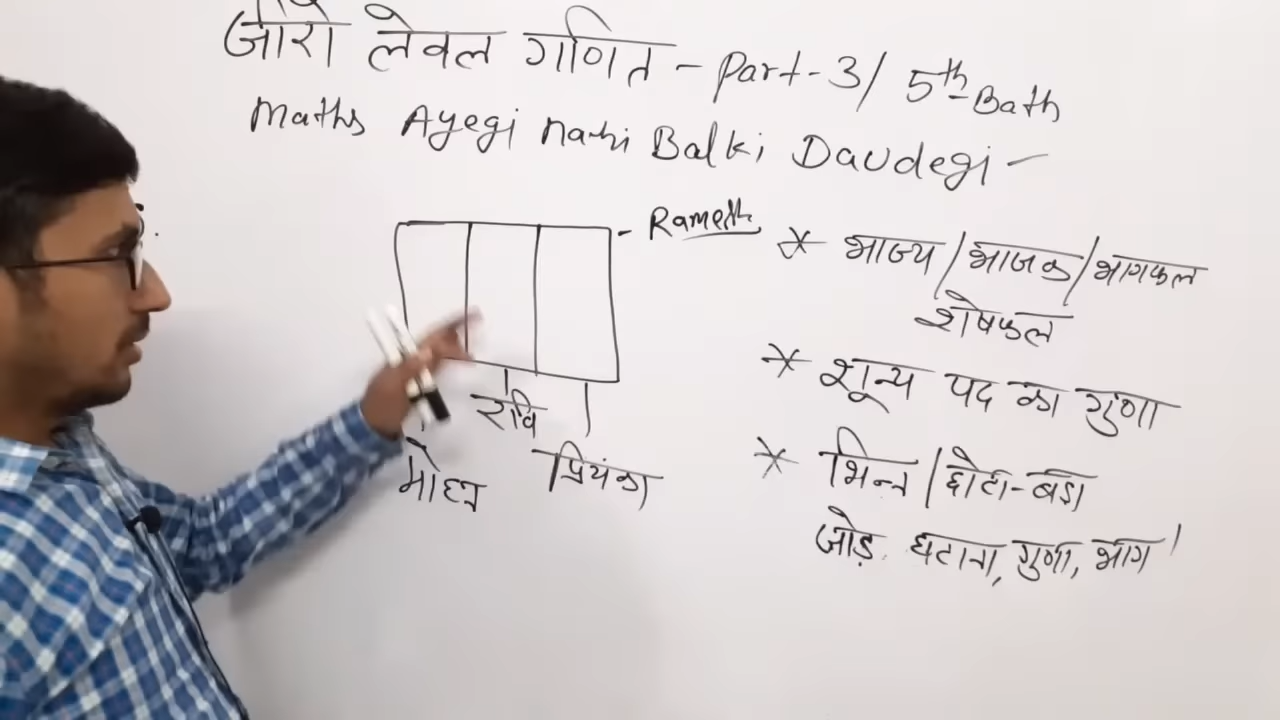 जीरो लेवल गणित - Part-3/ 5th Bath
Maths Ayegi Nahi Balki Daudegi -
- Ramesh
* भाज्य/भाजक/भागफल
शेषफल
* शून्य पद का गुणा
रवि
मोहन
प्रियंका
* भिन्न/छोटा-बड़ा
जोड़ घटाना, गुणा, भाग